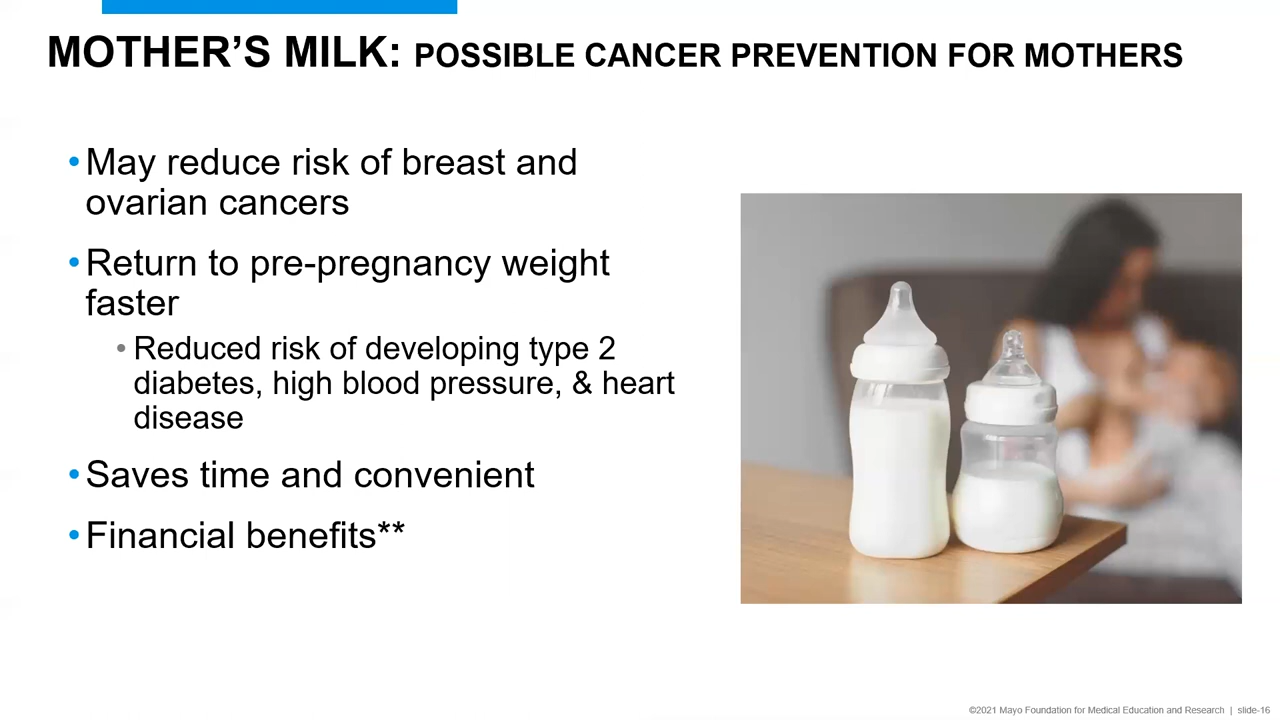 MOTHER’S MILK: POSSIBLE CANCER PREVENTION FOR MOTHERS
•May reduce risk of breast and
ovarian cancers
•Return to pre-pregnancy weight
faster
•Reduced risk of developing type 2
diabetes, high blood pressure, & heart
disease
•Saves time and convenient
•Financial benefits**
©2021 Mayo Foundation for Medical Education and Research | slide-16